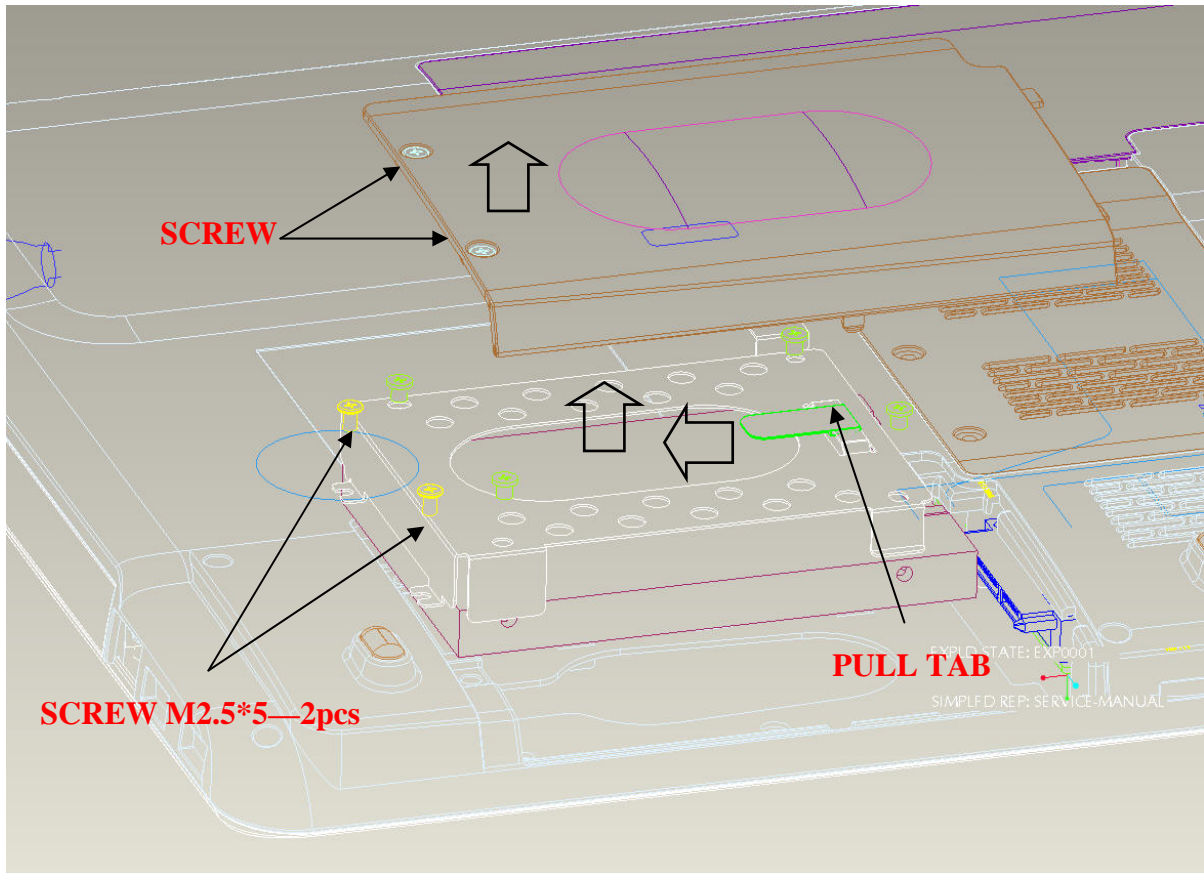 SCREW
PULL TAB
EXPLD STATE: EXP0001
SIMPLFD REP: SERVICE-MANUAL
SCREW M2.5*5—2pcs